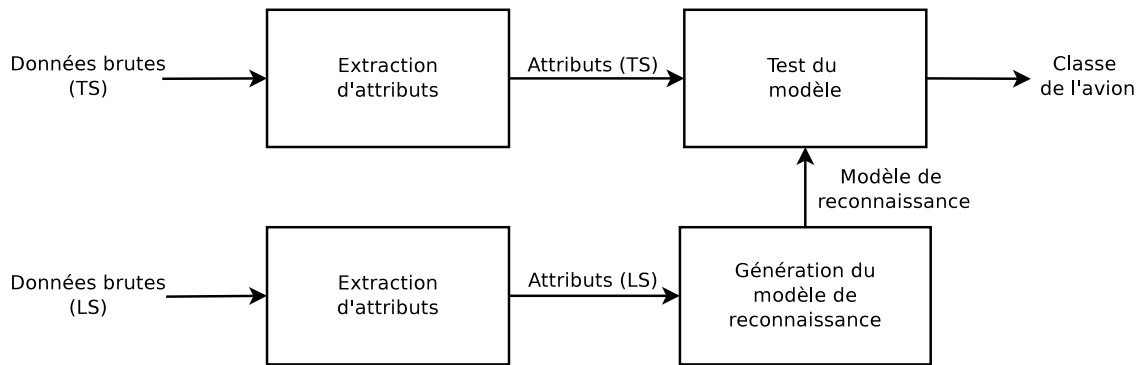 Données brutes
(TS)
Extraction
d'attributs
Attributs (TS)
Test du
modèle
Classe
de l'avion
Modèle de
reconnaissance
Données brutes
(LS)
Extraction
d'attributs
Attributs (LS)
Génération du
modèle de
reconnaissance